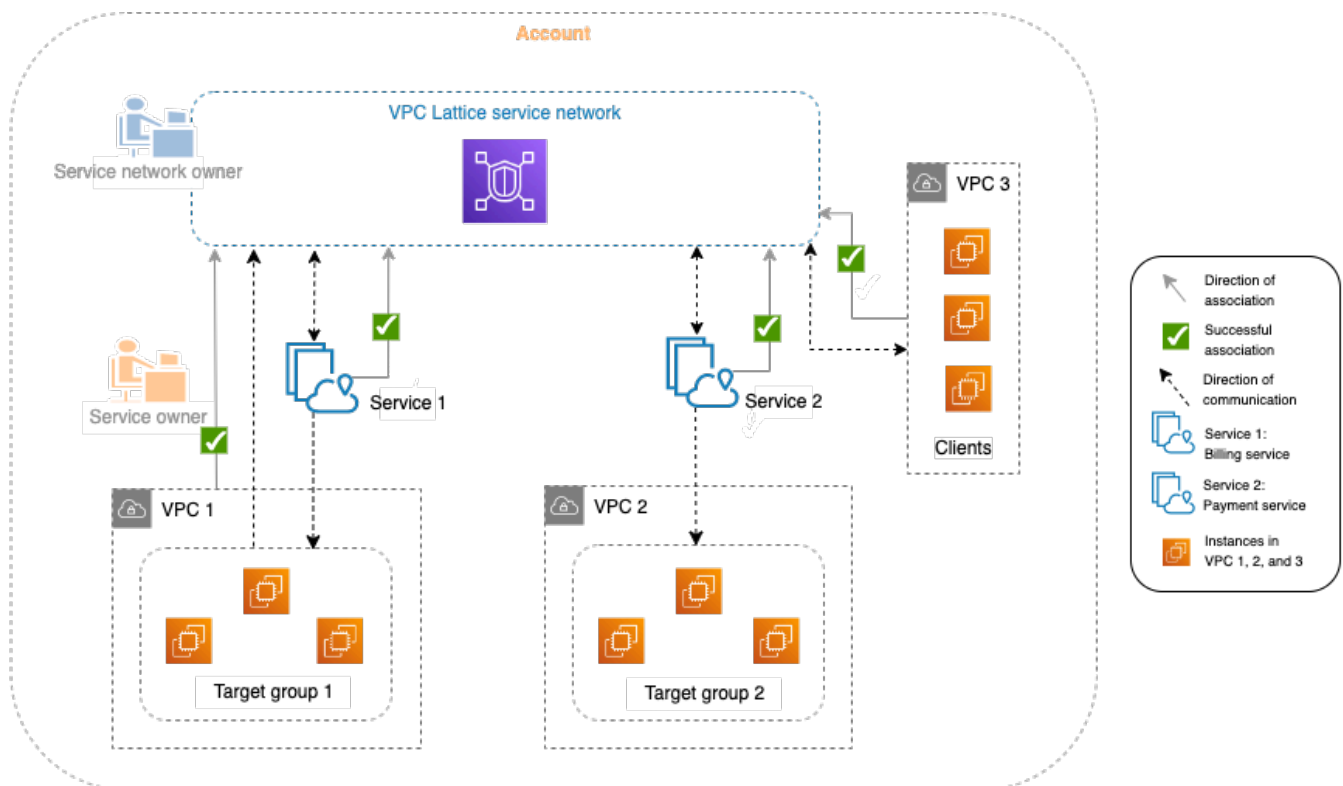 Account
VPC Lattice service network
Service network owner
VPC 3
Clients
Service 1
Service 2
Service owner
VPC 1
Target group 1
VPC 2
Target group 2
Direction of
association
Successful
association
Direction of
communication
Service 1:
Billing service
Service 2:
Payment service
Instances in
VPC 1, 2, and 3